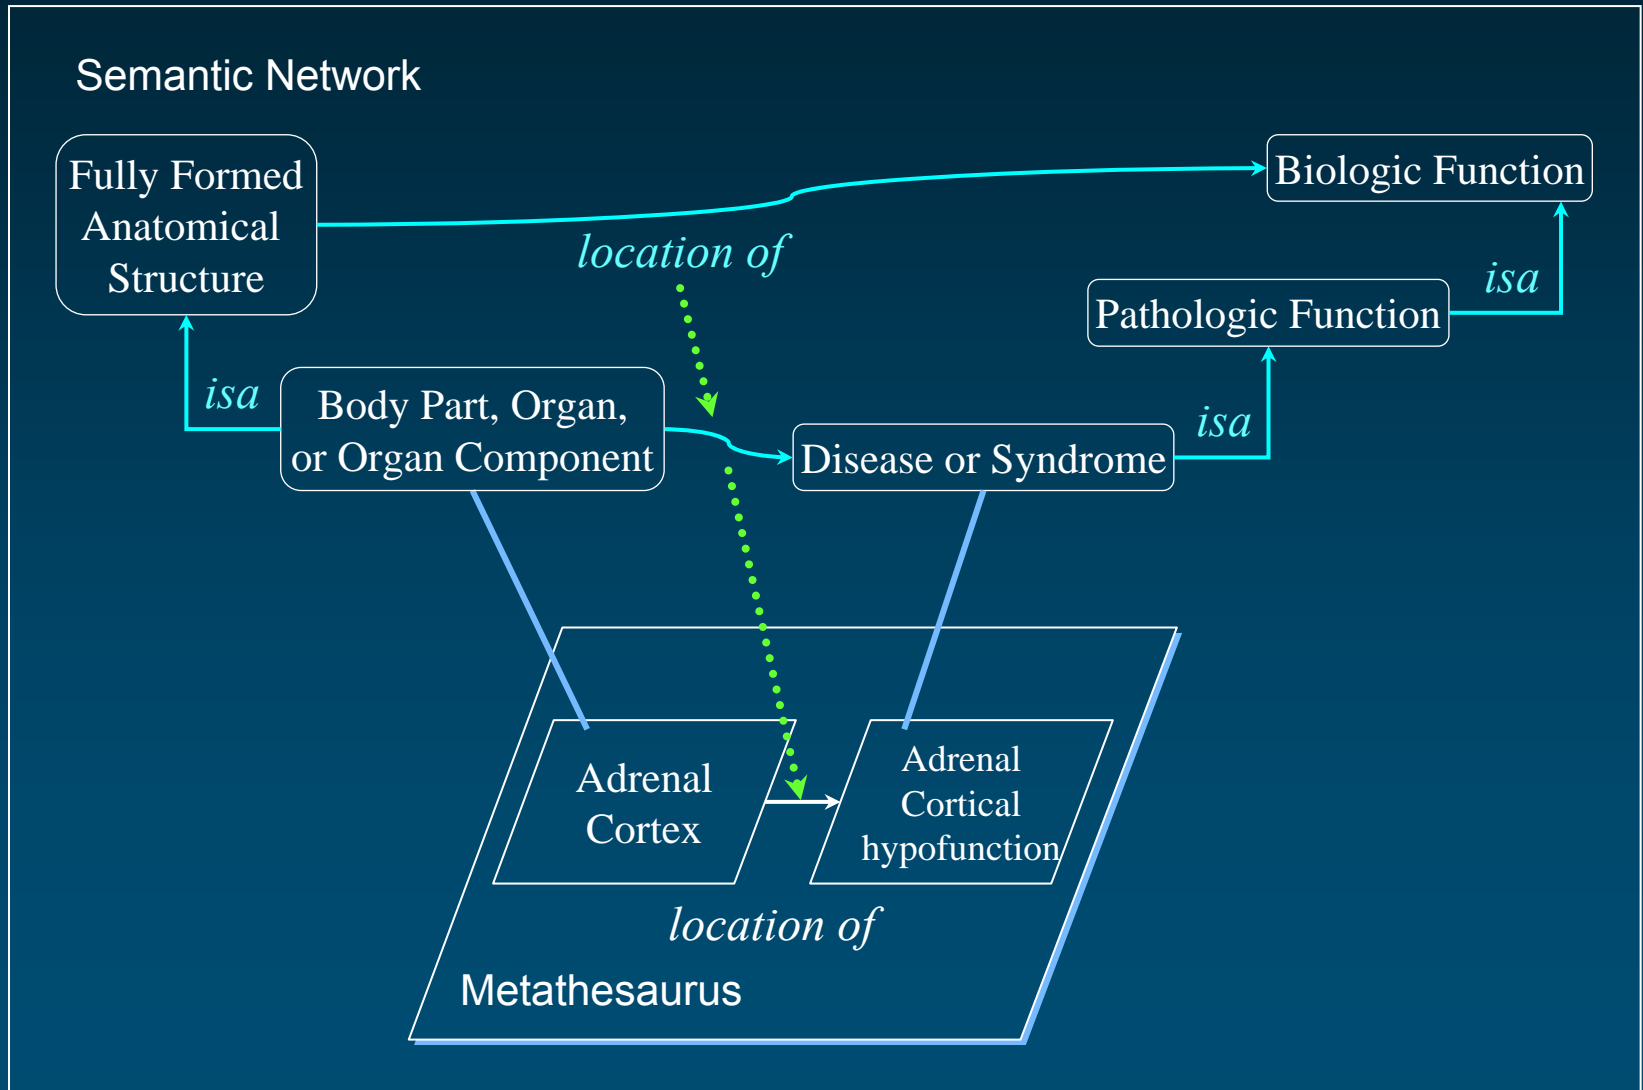 Semantic Network
Fully Formed
Anatomical
Structure
Biologic Function
location of
isa
Pathologic Function
isa
Body Part, Organ,
or Organ Component
isa
Disease or Syndrome
Adrenal
Cortex
Adrenal
Cortical
hypofunction
location of
Metathesaurus